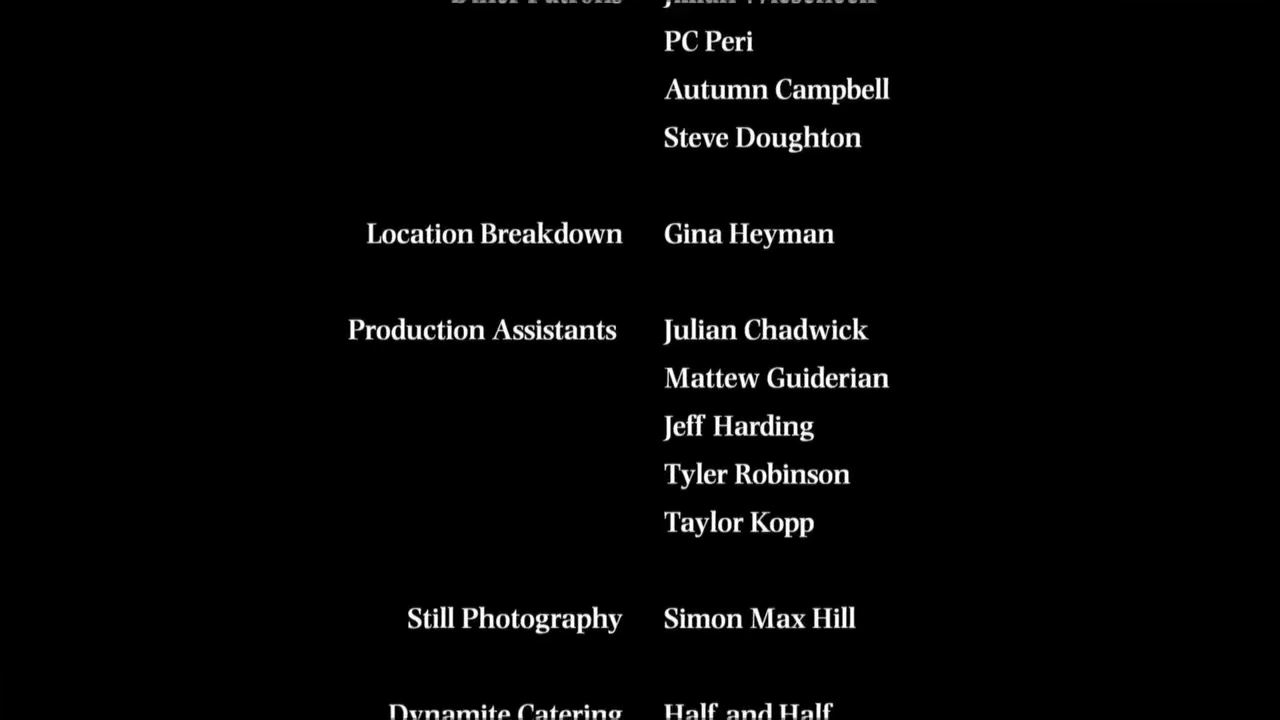 PC Peri
Autumn Campbell
Steve Doughton
Location Breakdown Gina Heyman
Production Assistants Julian Chadwick
Mattew Guiderian
Jeff Harding
Tyler Robinson
Taylor Kopp
Still Photography Simon Max Hill
Dynamite Catering Half and Half